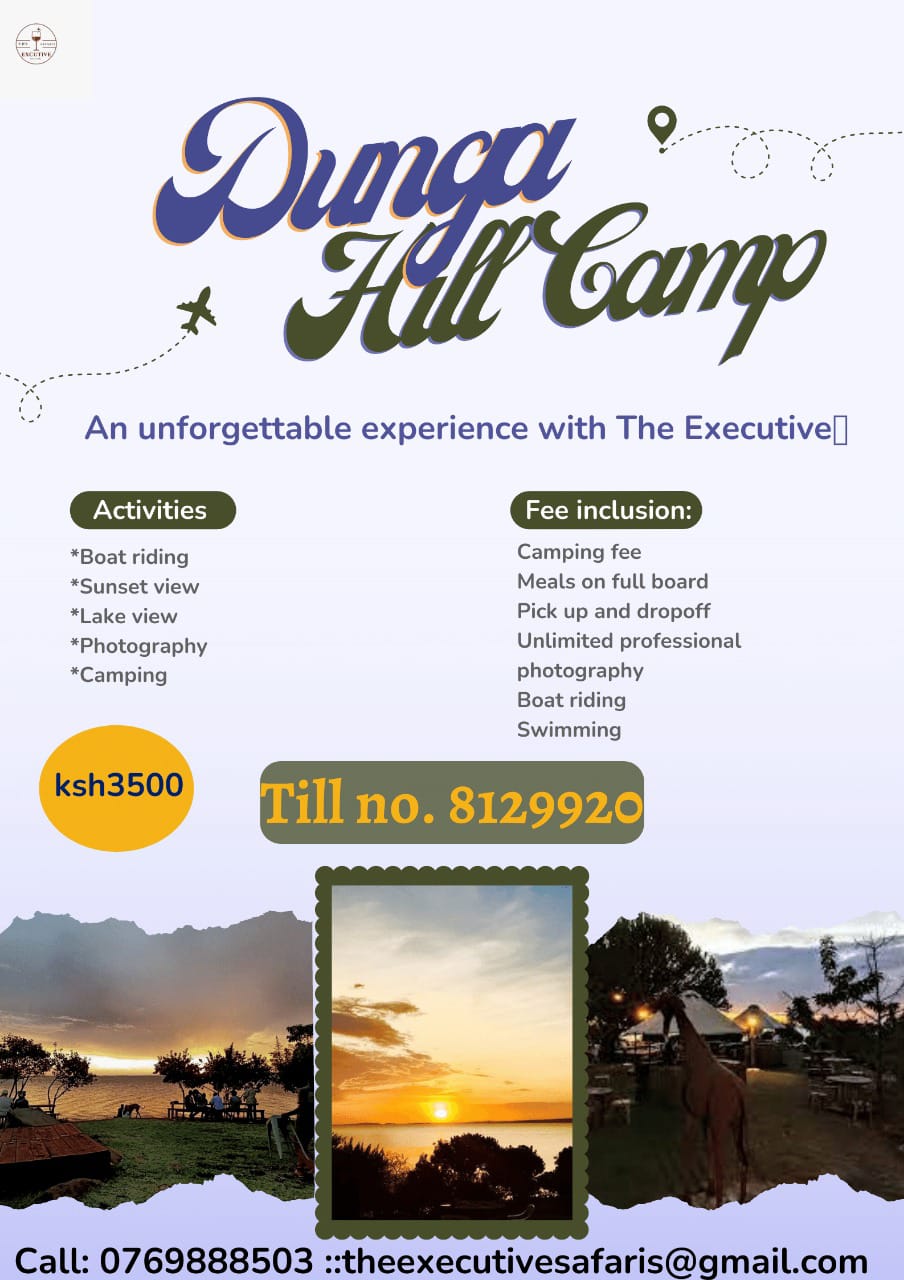 EXCUTIVE
Dunga
Hill Camp
An unforgettable experience with The Executive
Activities
*Boat riding
*Sunset view
*Lake view
*Photography
*Camping
Fee inclusion:
Camping fee
Meals on full board
Pick up and dropoff
Unlimited professional
photography
Boat riding
Swimming
ksh3500
Till no. 8129920
Call: 0769888503 ::theexecutivesafaris@gmail.com